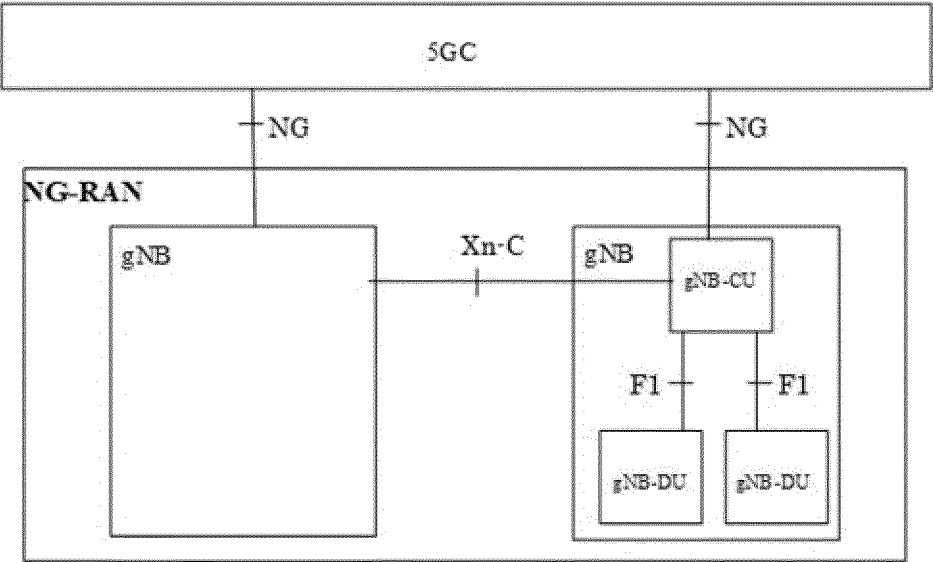 5GC
NG
NG
NG-RAN
gNB
Xn-C
gNB
gNB-CU
F1
F1
gNB-DU
gNB-DU